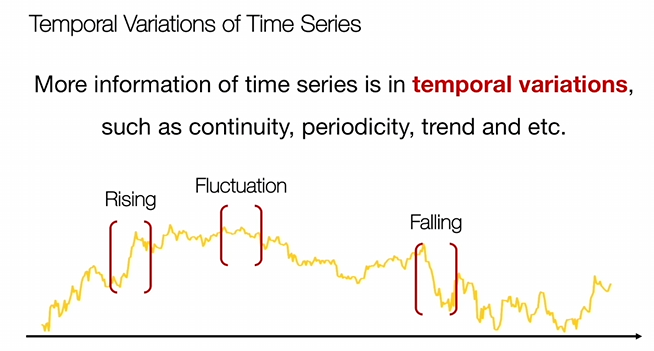 Temporal Variations of Time Series
More information of time series is in temporal variations,
such as continuity, periodicity, trend and etc.
Fluctuation
Rising
Falling